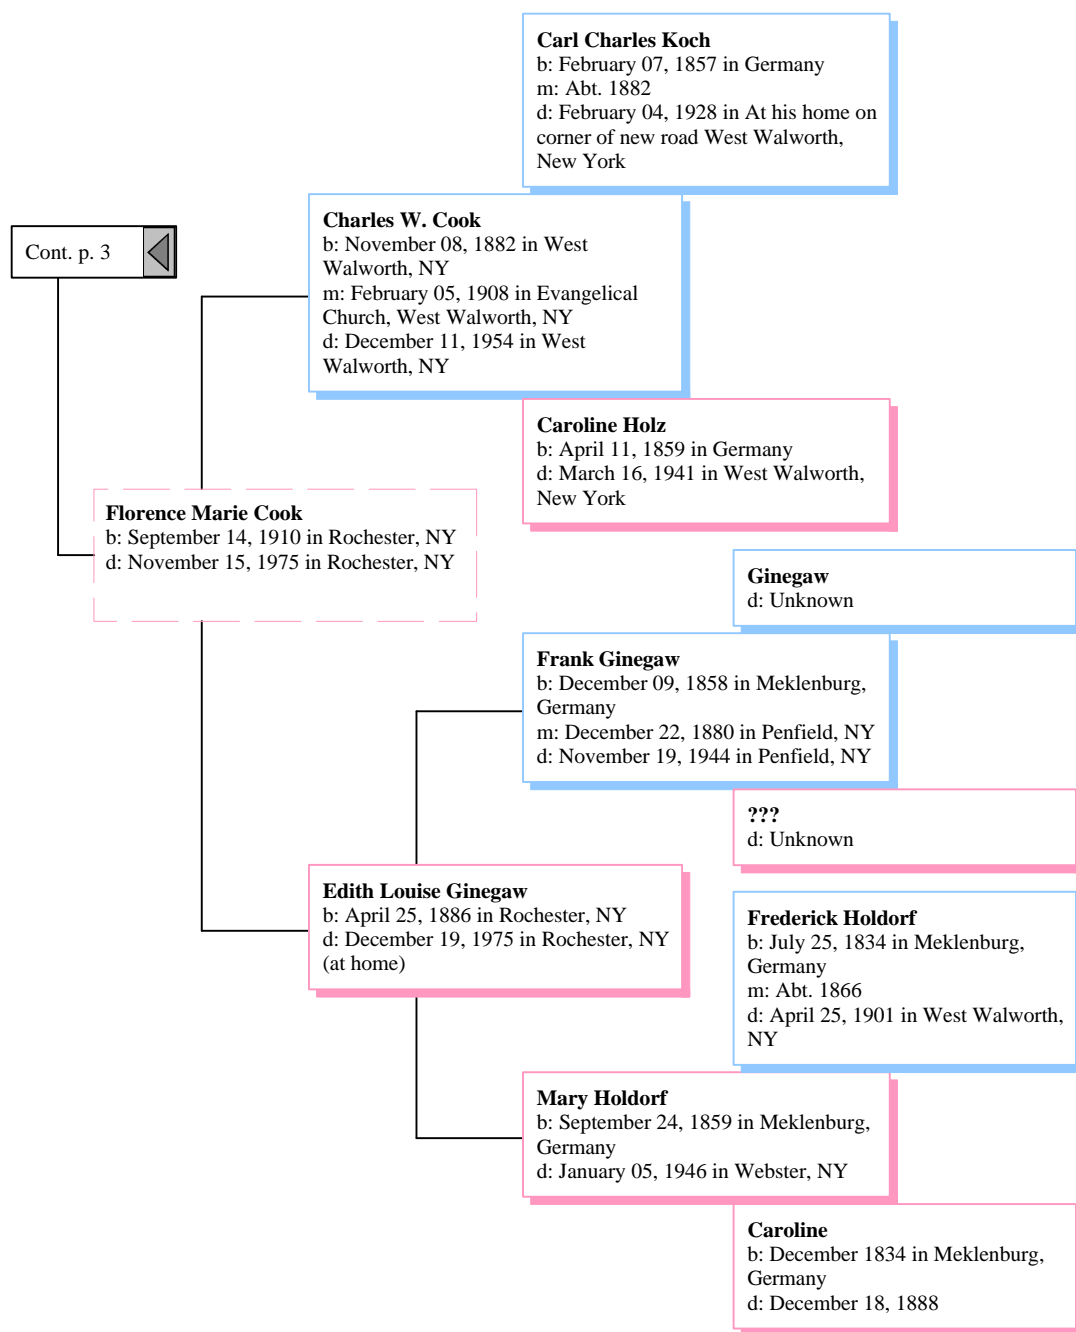 Carl Charles Koch
b: February 07, 1857 in Germany
m: Abt. 1882
d: February 04, 1928 in At his home on
corner of new road West Walworth,
New York
Charles W. Cook
b: November 08, 1882 in West
Walworth, NY
m: February 05, 1908 in Evangelical
Church, West Walworth, NY
d: December 11, 1954 in West
Walworth, NY
Cont. p. 3
Caroline Holz
b: April 11, 1859 in Germany
d: March 16, 1941 in West Walworth,
New York
Florence Marie Cook
b: September 14, 1910 in Rochester, NY
d: November 15, 1975 in Rochester, NY
Ginegaw
d: Unknown
Frank Ginegaw
b: December 09, 1858 in Meklenburg,
Germany
m: December 22, 1880 in Penfield, NY
d: November 19, 1944 in Penfield, NY
???
d: Unknown
Edith Louise Ginegaw
b: April 25, 1886 in Rochester, NY
d: December 19, 1975 in Rochester, NY
(at home)
Frederick Holdorf
b: July 25, 1834 in Meklenburg,
Germany
m: Abt. 1866
d: April 25, 1901 in West Walworth,
NY
Mary Holdorf
b: September 24, 1859 in Meklenburg,
Germany
d: January 05, 1946 in Webster, NY
Caroline
b: December 1834 in Meklenburg,
Germany
d: December 18, 1888